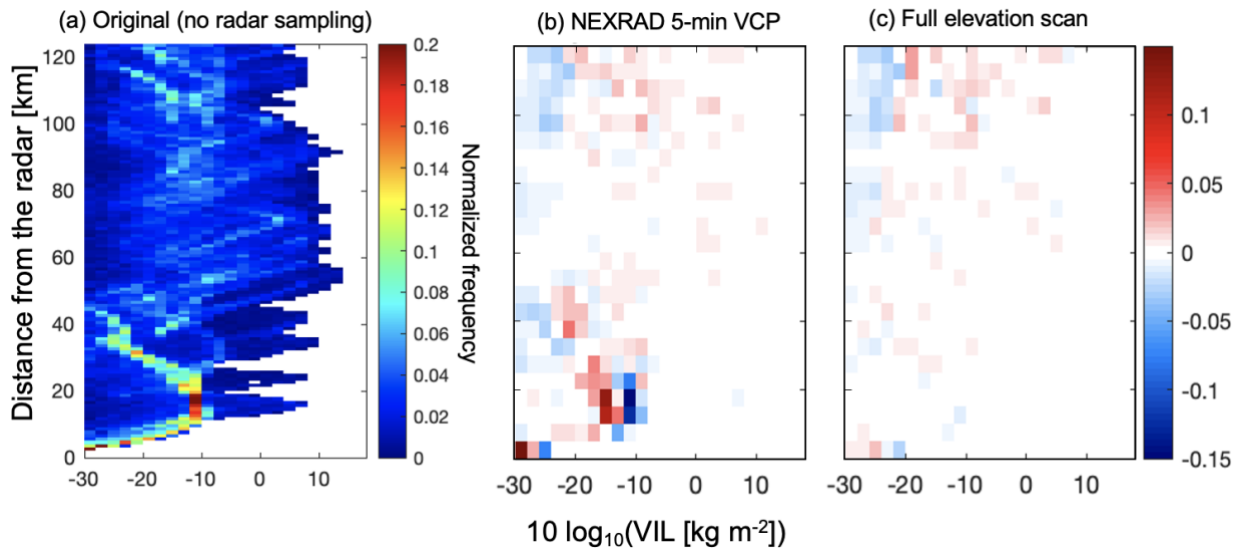 (a) Original (no radar sampling)
(b) NEXRAD 5-min VCP
(c) Full elevation scan
Distance from the radar [km]
120
100
80
60
40
20
0
-30 -20 -10 0 10
0.2
0.18
0.16
0.14
0.12
0.1
0.08
0.06
0.04
0.02
0
Normalized frequency
-30 -20 -10 0 10
-30 -20 -10 0 10
0.1
0.05
0
-0.05
-0.1
-0.15
10 log₁₀(VIL [kg m⁻²])